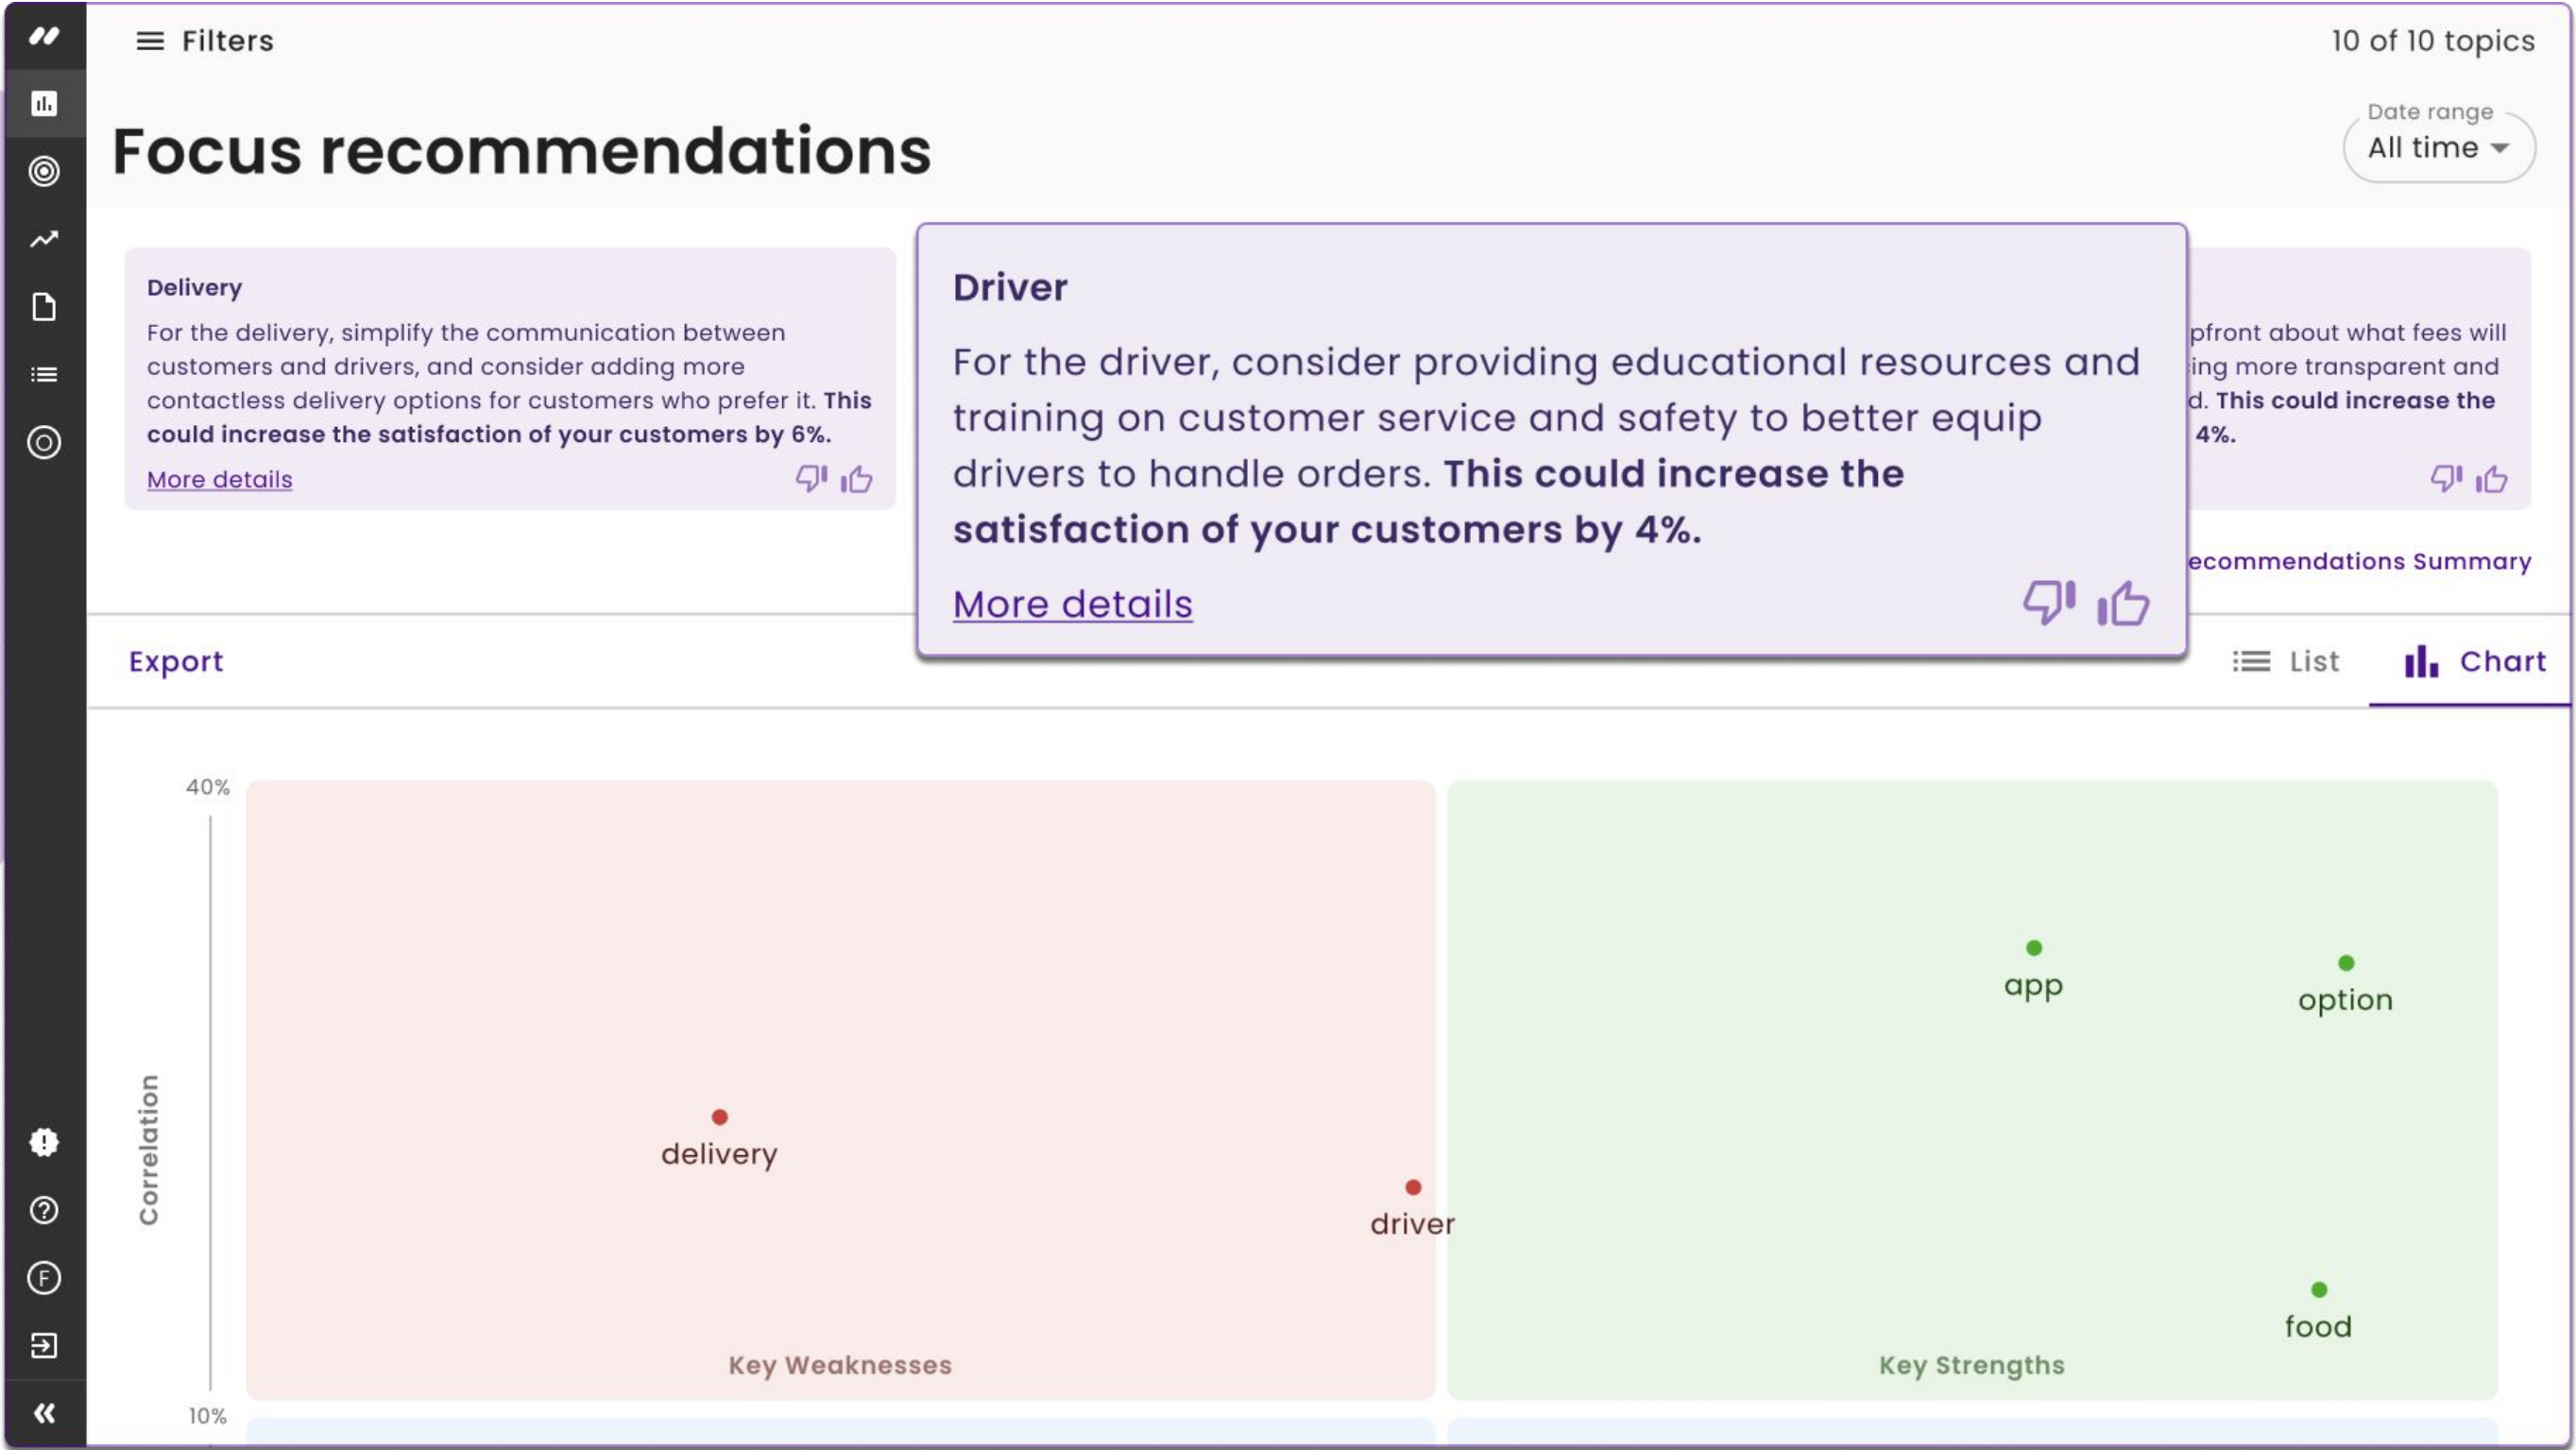 Filters
10 of 10 topics
Focus recommendations
Date range
All time
Delivery
For the delivery, simplify the communication between
customers and drivers, and consider adding more
contactless delivery options for customers who prefer it. This
could increase the satisfaction of your customers by 6%.
More details
Driver
For the driver, consider providing educational resources and
training on customer service and safety to better equip
drivers to handle orders. This could increase the
satisfaction of your customers by 4%.
More details
pfront about what fees will
ing more transparent and
d. This could increase the
4%.
ecommendations Summary
Export
List
Chart
40%
Correlation
10%
app
option
delivery
driver
food
Key Weaknesses
Key Strengths
F